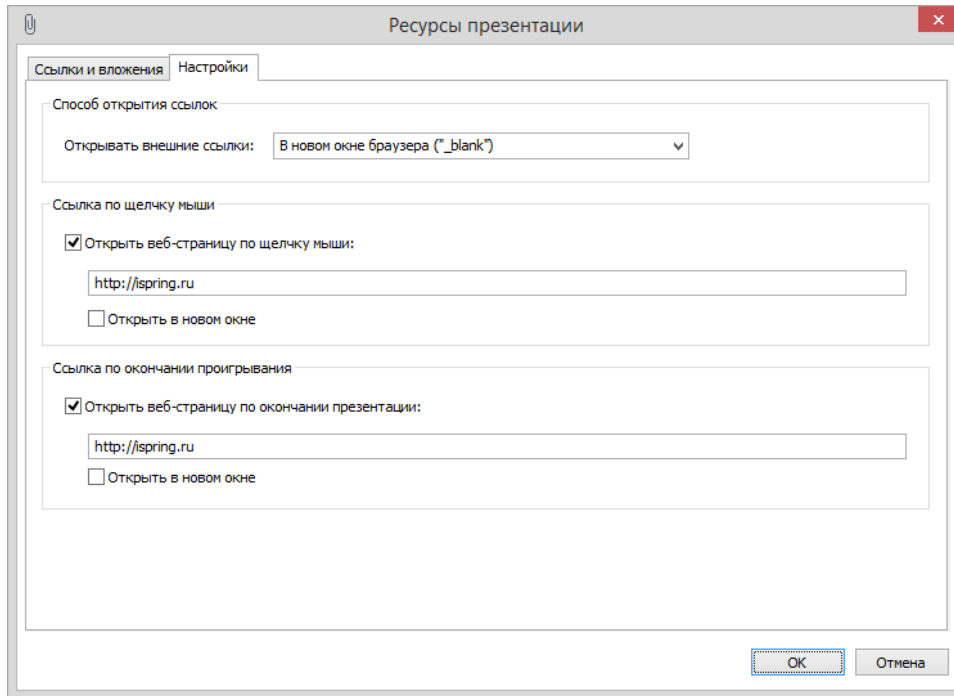 Ресурсы презентации
Ссылки и вложения Настройки
Способ открытия ссылок
Открывать внешние ссылки: В новом окне браузера ("_blank")
Ссылка по щелчку мыши
Открыть веб-страницу по щелчку мыши:
http://ispring.ru
Открыть в новом окне
Ссылка по окончании проигрывания
Открыть веб-страницу по окончании презентации:
http://ispring.ru
Открыть в новом окне
OK Отмена